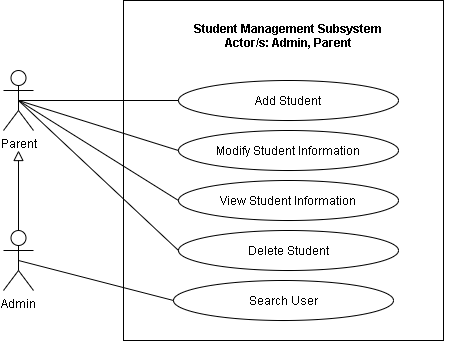 Student Management Subsystem
Actor/s: Admin, Parent
Add Student
Parent
Modify Student Information
View Student Information
Delete Student
Admin
Search User